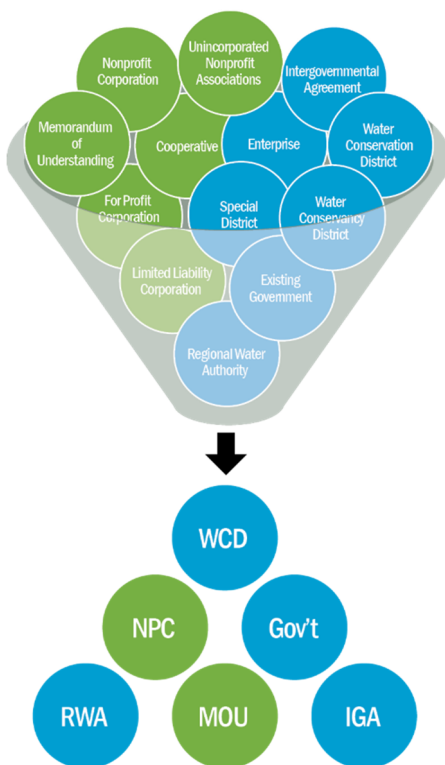 Unincorporated
Nonprofit
Associations
Nonprofit
Corporation
Intergovernmental
Agreement
Memorandum
of Understanding
Cooperative
Enterprise
Water
Conservation
District
For Profit
Corporation
Special
District
Water
Conservancy
District
Limited Liability
Corporation
Existing
Government
Regional Water
Authority
WCD
NPC
Gov't
RWA
MOU
IGA